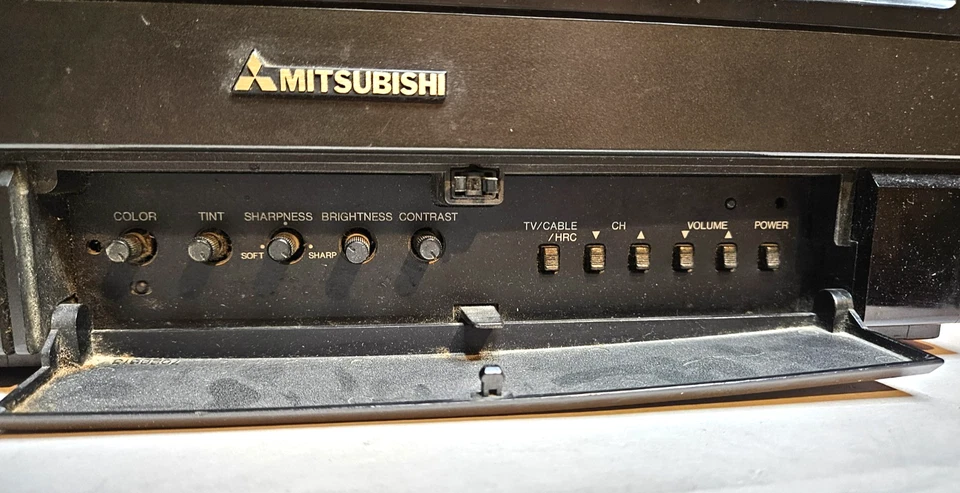 MITSUBISHI
COLOR TINT SHARPNESS BRIGHTNESS CONTRAST
SOFT SHARP
TV/CABLE CH VOLUME POWER
/HRC ▼ ▲ ▼ ▲